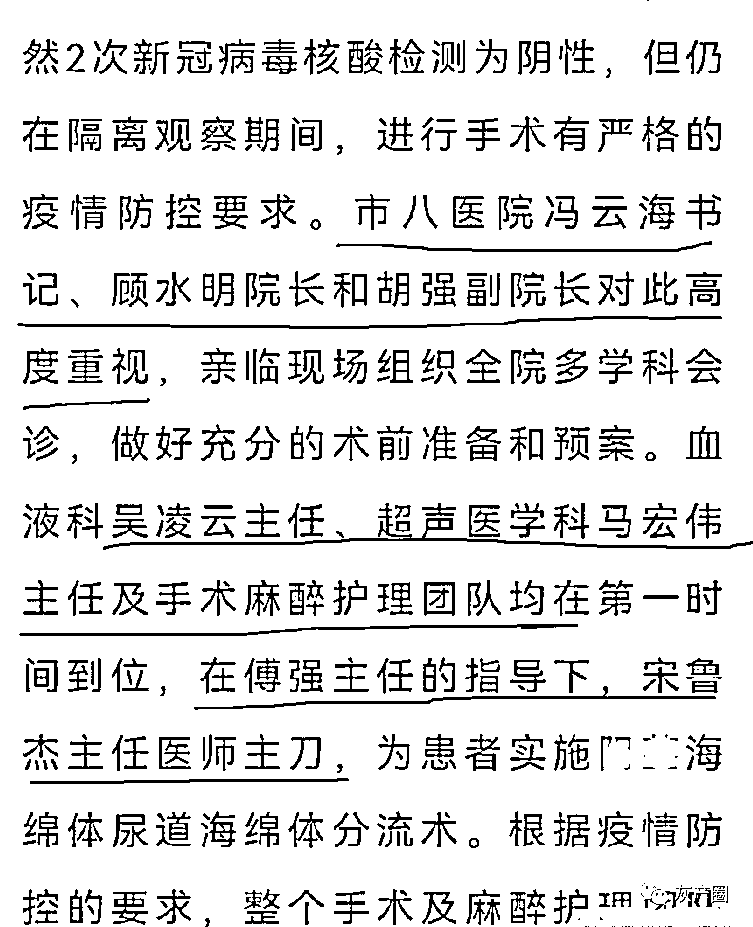 然2次新冠病毒核酸检测为阴性，但仍
在隔离观察期间，进行手术有严格的
疫情防控要求。市八医院冯云海书
记、顾水明院长和胡强副院长对此高
度重视，亲临现场组织全院多学科会
诊，做好充分的术前准备和预案。血
液科吴凌云主任、超声医学科马宏伟
主任及手术麻醉护理团队均在第一时
间到位，在傅强主任的指导下，宋鲁
杰主任医师主刀，为患者实施海
绵体尿道海绵体分流术。根据疫情防
控的要求，整个手术及麻醉护理
灰产圈